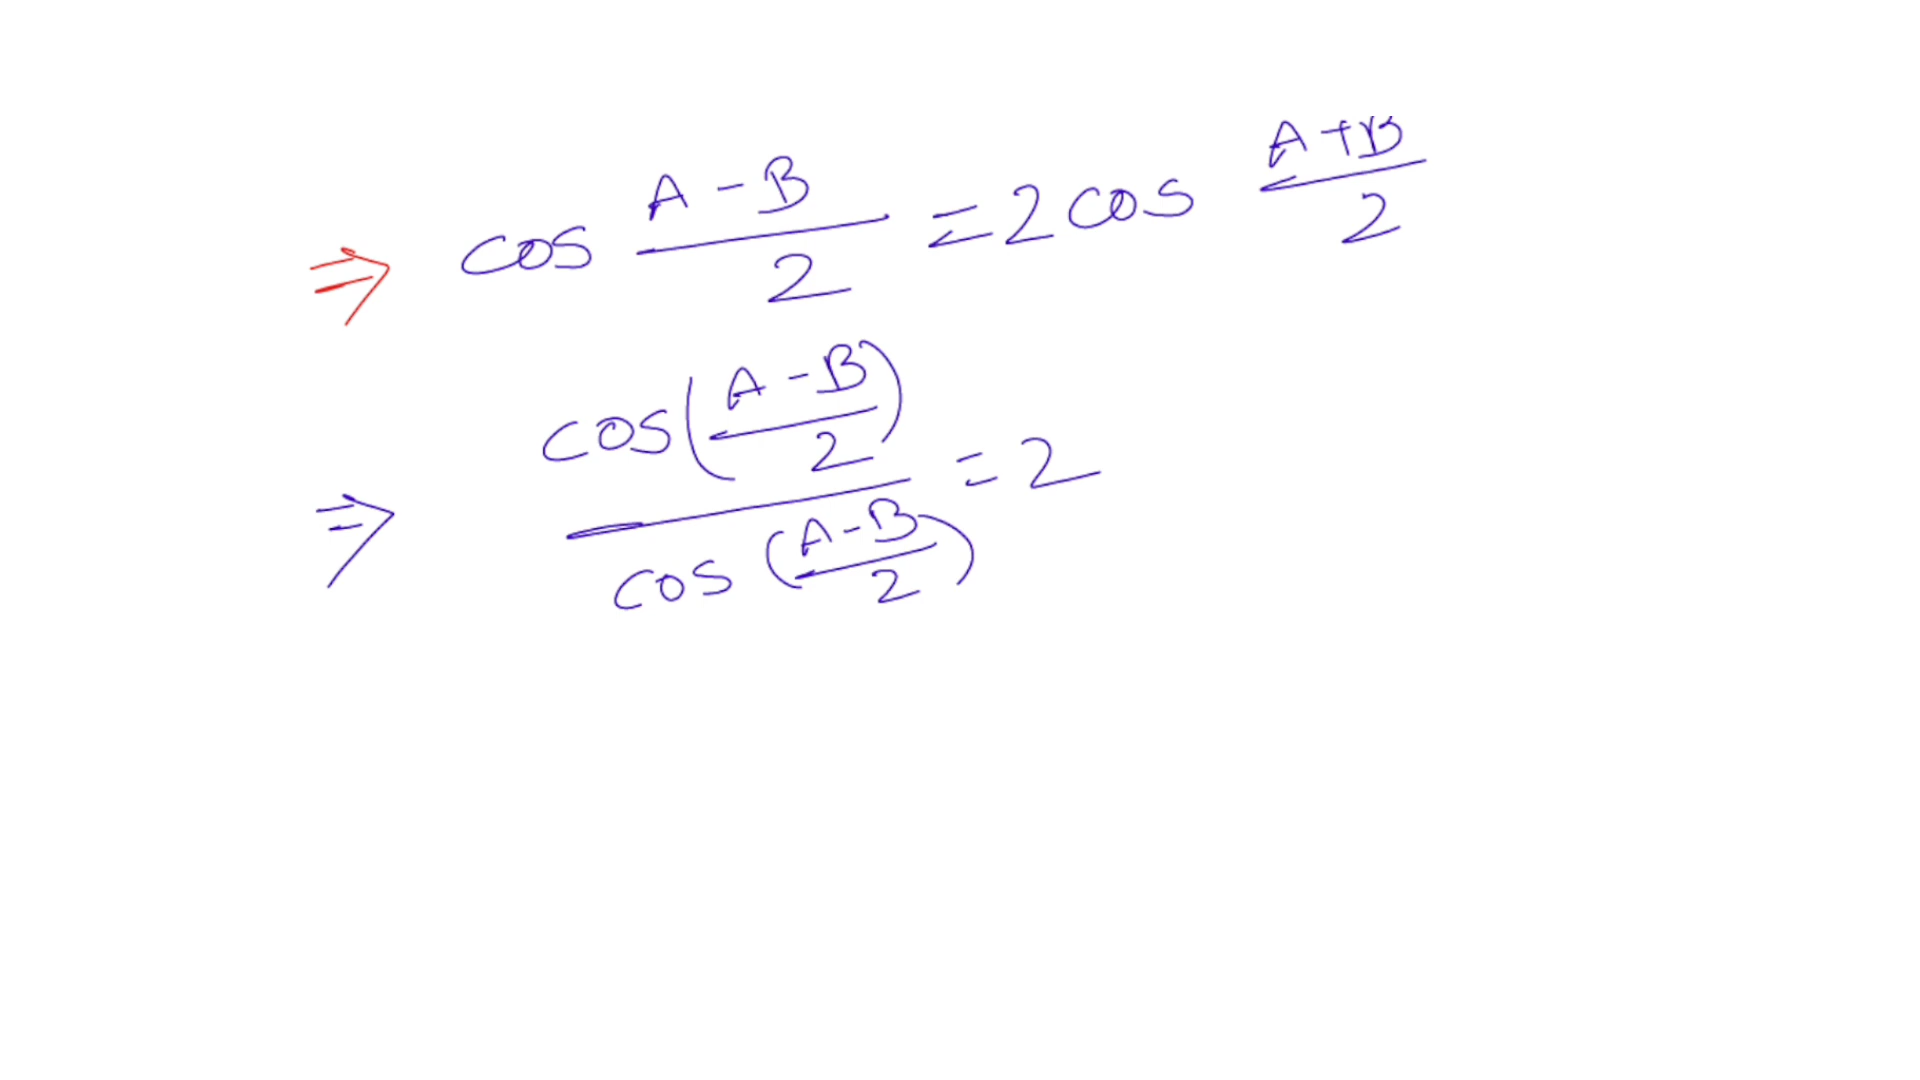 ⇒ cos (A - B)/2 = 2 cos (A + B)/2
⇒ cos((A - B)/2) / cos((A - B)/2) = 2